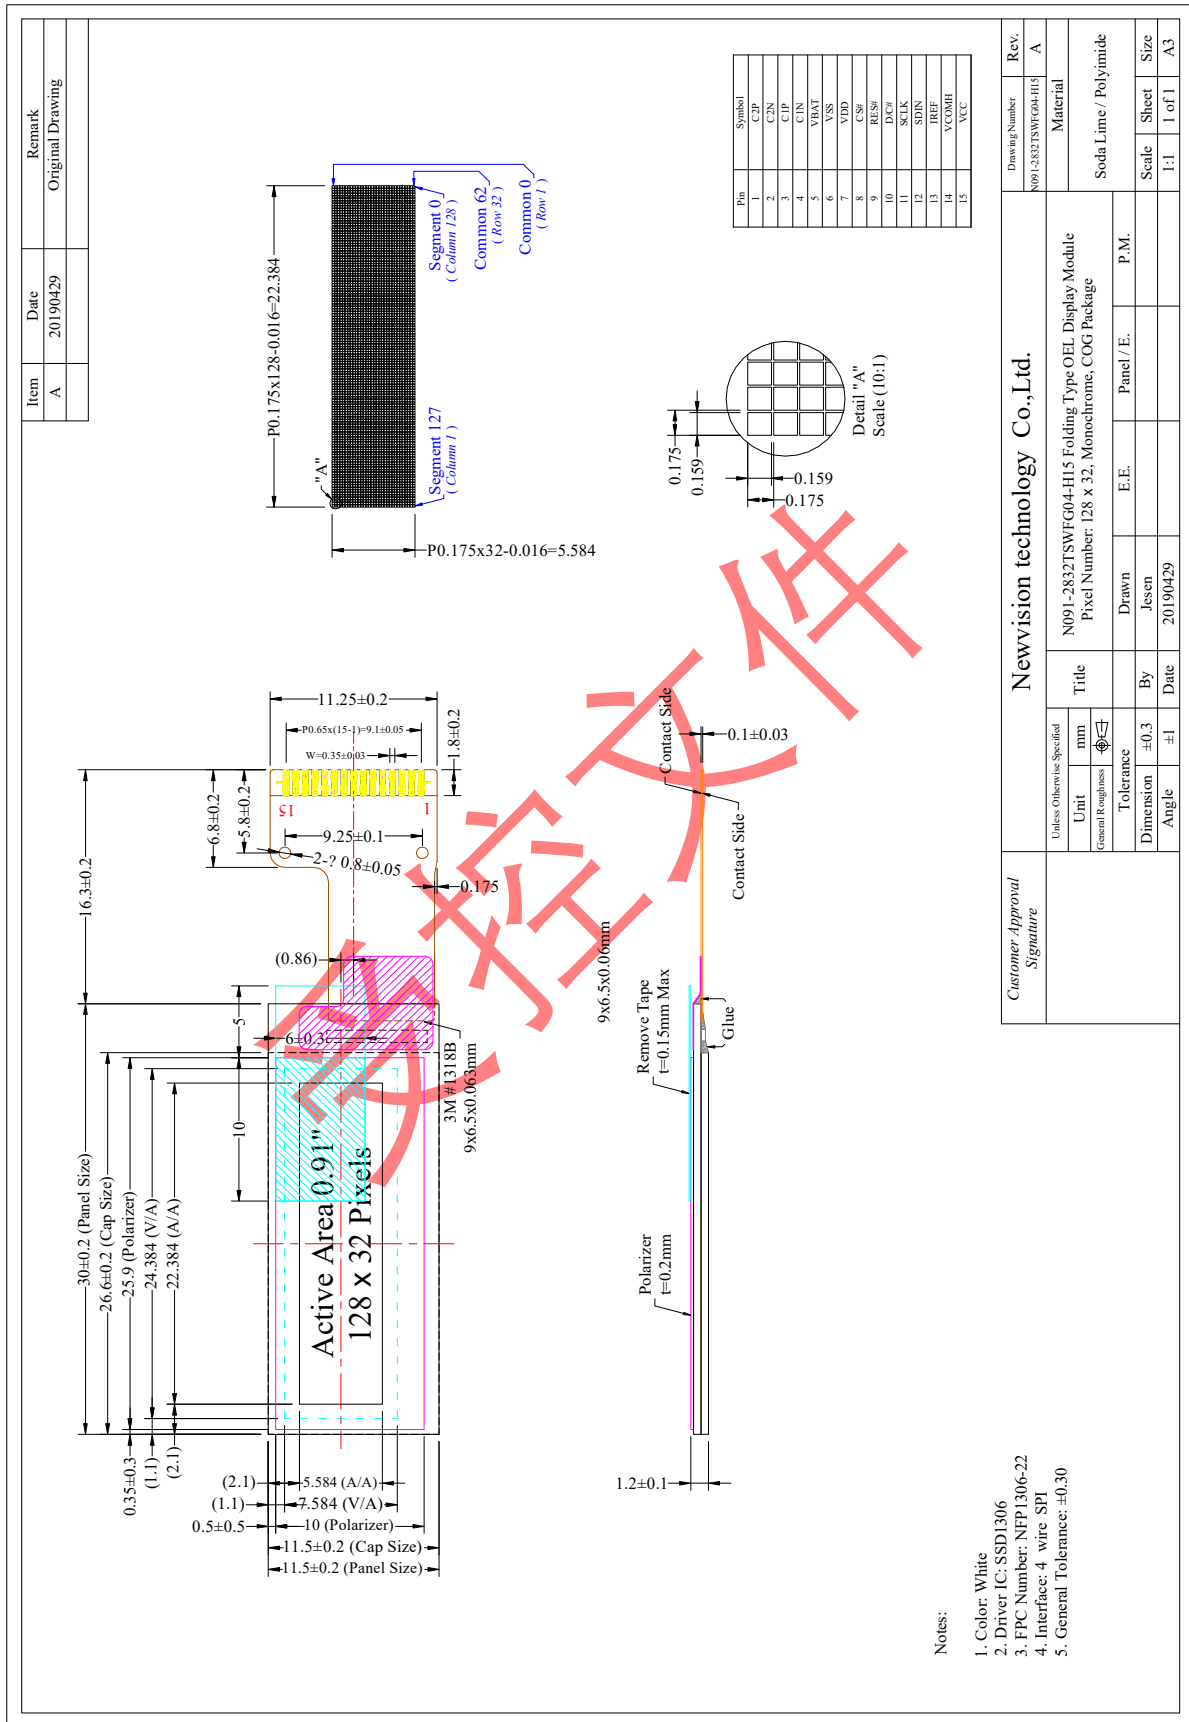 Item Date Remark
A 20190429 Original Drawing
P0.175x128-0.016=22.384
"A"
P0.175x32-0.016=5.584
Segment 127
( Column 1 )
Segment 0
( Column 128 )
Common 62
( Row 32 )
Common 0
( Row 1 )
0.175
0.159
0.159
0.175
Detail "A"
Scale (10:1)
Pin Symbol
1 C2P
2 C2N
3 C1P
4 C1N
5 VBAT
6 VSS
7 VDD
8 CS#
9 RES#
10 D/C#
11 SCLK
12 SDIN
13 IREF
14 VCOMH
15 VCC
30±0.2 (Panel Size)
26.6±0.2 (Cap Size)
25.9 (Polarizer)
24.384 (V/A)
22.384 (A/A)
0.35±0.3
(1.1)
(2.1)
16.3±0.2
6.8±0.2
5.8±0.2
5
10
6±0.3
(0.86)
11.25±0.2
P0.65x(15-1)=9.1±0.05
W=0.35±0.03
1.8±0.2
15
1
9.25±0.1
2-? 0.8±0.05
0.175
Active Area 0.91"
128 x 32 Pixels
(2.1)
5.584 (A/A)
(1.1)
7.584 (V/A)
0.5±0.5
10 (Polarizer)
11.5±0.2 (Cap Size)
11.5±0.2 (Panel Size)
3M #1318B
9x6.5x0.063mm
9x6.5x0.06mm
受控文件
Polarizer
t=0.2mm
Remove Tape
t=0.15mm Max
Glue
Contact Side
Contact Side
0.1±0.03
1.2±0.1
Notes:
1. Color: White
2. Driver IC: SSD1306
3. FPC Number: NFP1306-22
4. Interface: 4 wire SPI
5. General Tolerance: ±0.30
Customer Approval
Signature
Newvision technology Co.,Ltd.
Drawing Number Rev.
N091-2832TSWFG04-H15 A
Unless Otherwise Specified
Unit mm
General Roughness
Tolerance
Dimension ±0.3
Angle ±1
Title
N091-2832TSWFG04-H15 Folding Type OEL Display Module
Pixel Number: 128 x 32, Monochrome, COG Package
Material
Soda Lime / Polyimide
Drawn E.E. Panel / E. P.M.
By Jesen
Date 20190429
Scale Sheet Size
1:1 1 of 1 A3